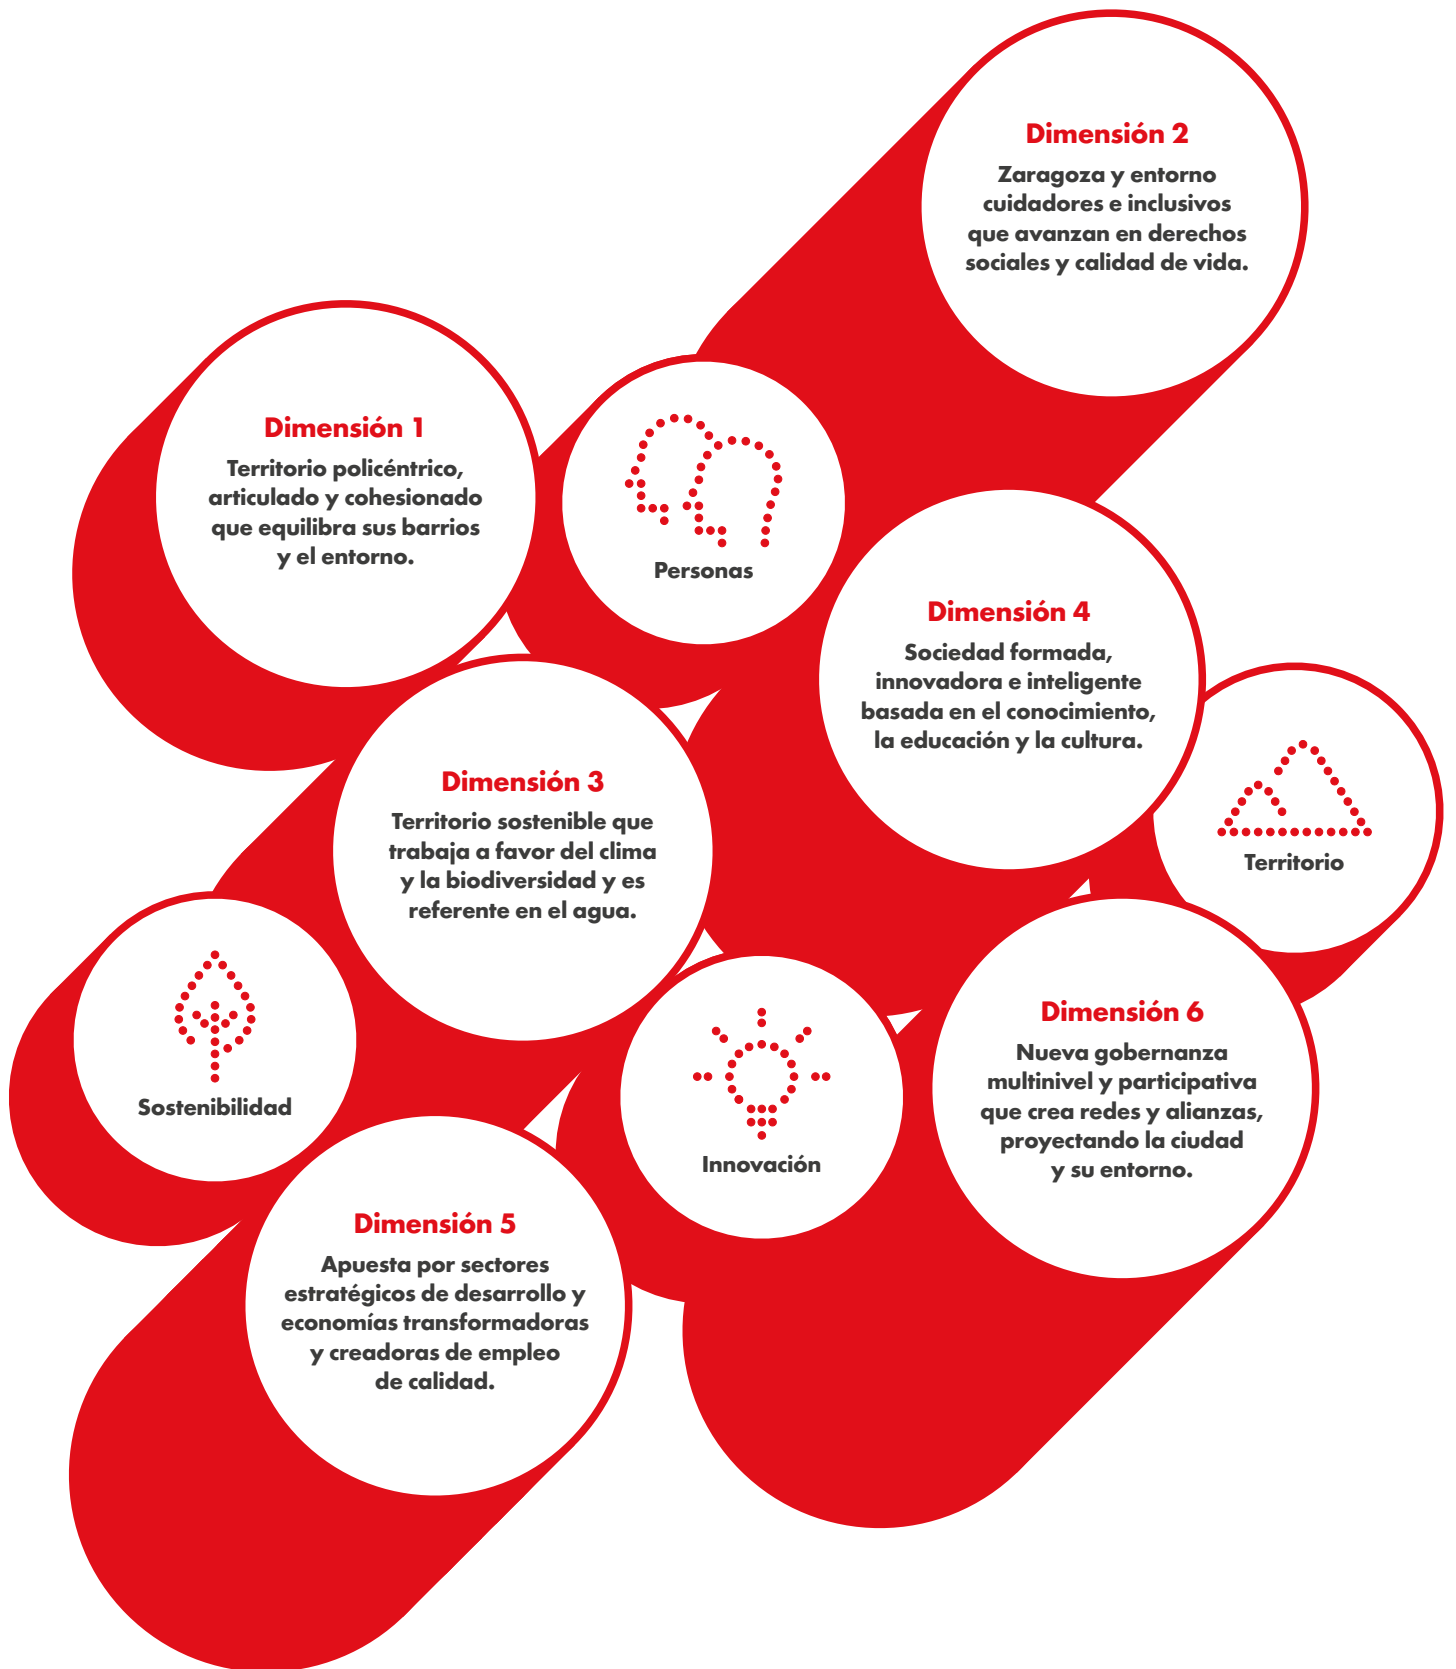 Dimensión 2
Zaragoza y entorno
cuidadores e inclusivos
que avanzan en derechos
sociales y calidad de vida.
Dimensión 1
Territorio policéntrico,
articulado y cohesionado
que equilibra sus barrios
y el entorno.
Personas
Dimensión 4
Sociedad formada,
innovadora e inteligente
basada en el conocimiento,
la educación y la cultura.
Dimensión 3
Territorio sostenible que
trabaja a favor del clima
y la biodiversidad y es
referente en el agua.
Territorio
Sostenibilidad
Innovación
Dimensión 6
Nueva gobernanza
multinivel y participativa
que crea redes y alianzas,
proyectando la ciudad
y su entorno.
Dimensión 5
Apuesta por sectores
estratégicos de desarrollo y
economías transformadoras
y creadoras de empleo
de calidad.